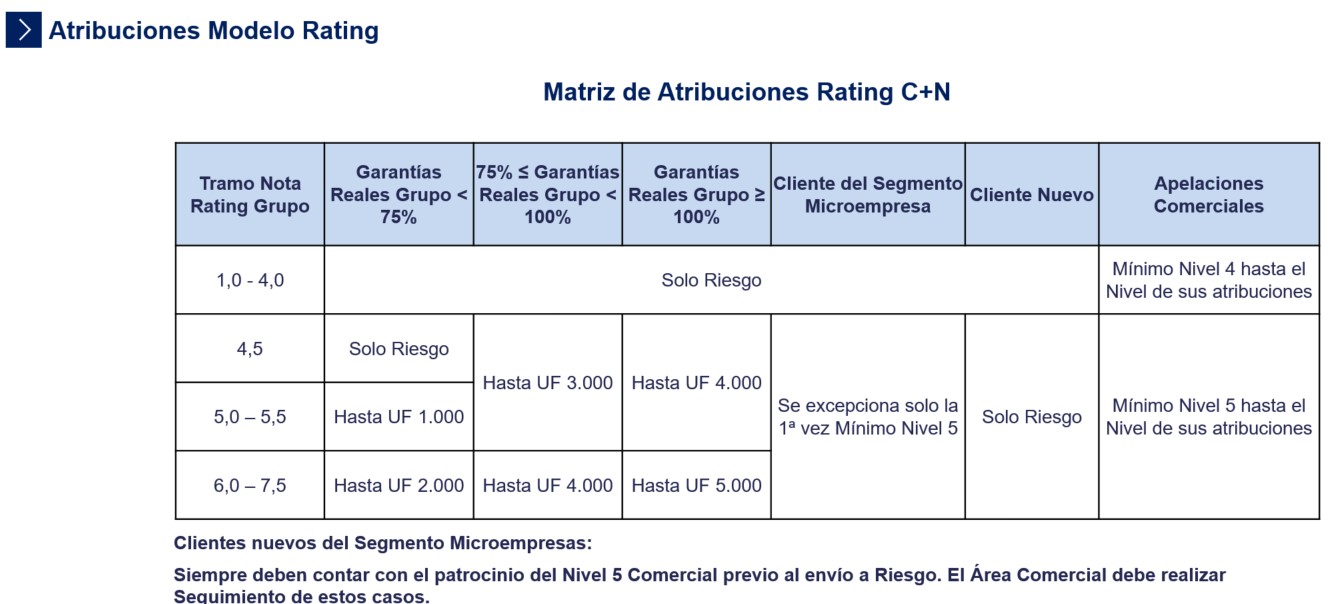 Atribuciones Modelo Rating
Matriz de Atribuciones Rating C+N
Tramo Nota
Rating Grupo
Garantías
Reales Grupo <
75%
75% ≤ Garantías
Reales Grupo <
100%
Garantías
Reales Grupo ≥
100%
Cliente del Segmento
Microempresa
Cliente Nuevo
Apelaciones
Comerciales
1,0 - 4,0
Solo Riesgo
Mínimo Nivel 4 hasta el
Nivel de sus atribuciones
4,5
Solo Riesgo
Hasta UF 3.000
Hasta UF 4.000
Se excepciona solo la
1ª vez Mínimo Nivel 5
Solo Riesgo
Mínimo Nivel 5 hasta el
Nivel de sus atribuciones
5,0 – 5,5
Hasta UF 1.000
6,0 – 7,5
Hasta UF 2.000
Hasta UF 4.000
Hasta UF 5.000
Clientes nuevos del Segmento Microempresas:
Siempre deben contar con el patrocinio del Nivel 5 Comercial previo al envío a Riesgo. El Área Comercial debe realizar
Seguimiento de estos casos.